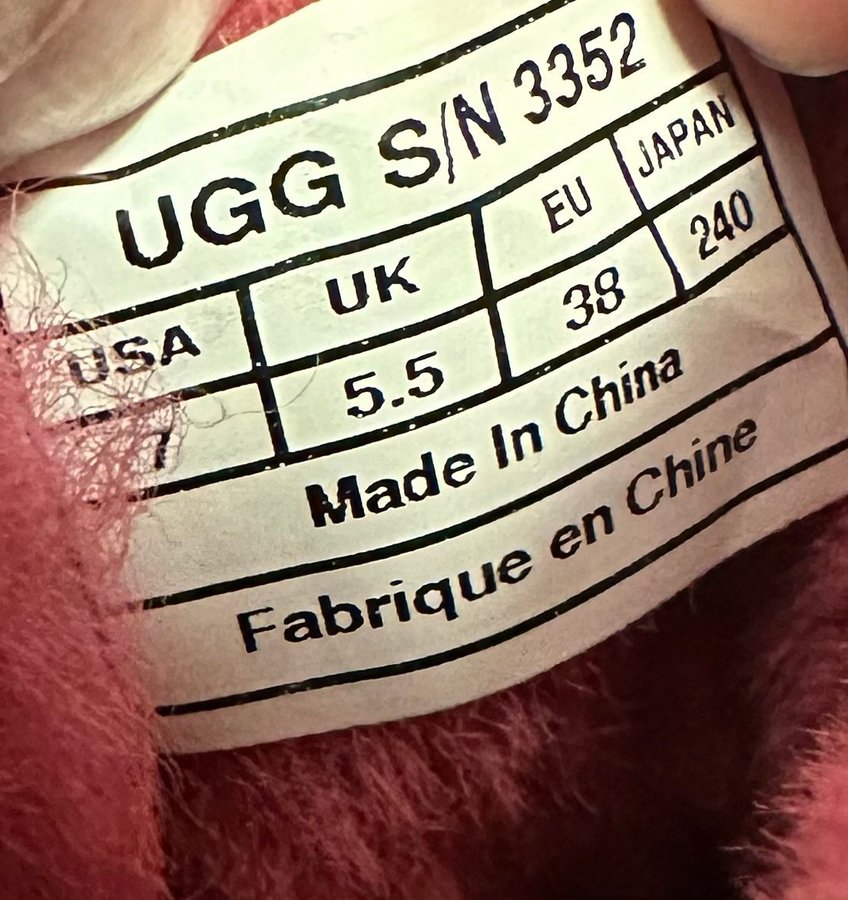 UGG S/N 3352
USA UK EU JAPAN
7 5.5 38 240
Made In China
Fabrique en Chine